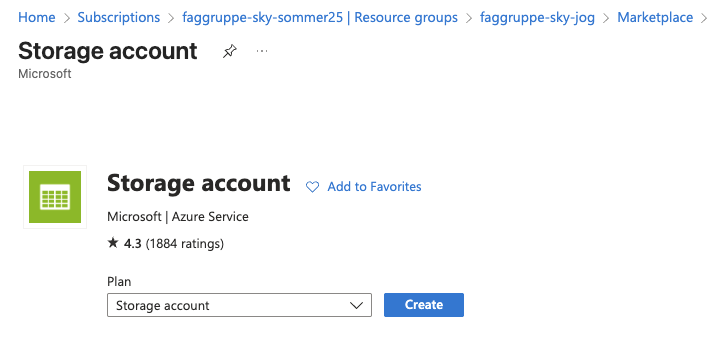 Home > Subscriptions > faggruppe-sky-sommer25 | Resource groups > faggruppe-sky-jog > Marketplace >
Storage account
...
Microsoft
Storage account
Add to Favorites
Microsoft | Azure Service
★ 4.3 (1884 ratings)
Plan
Storage account
Create